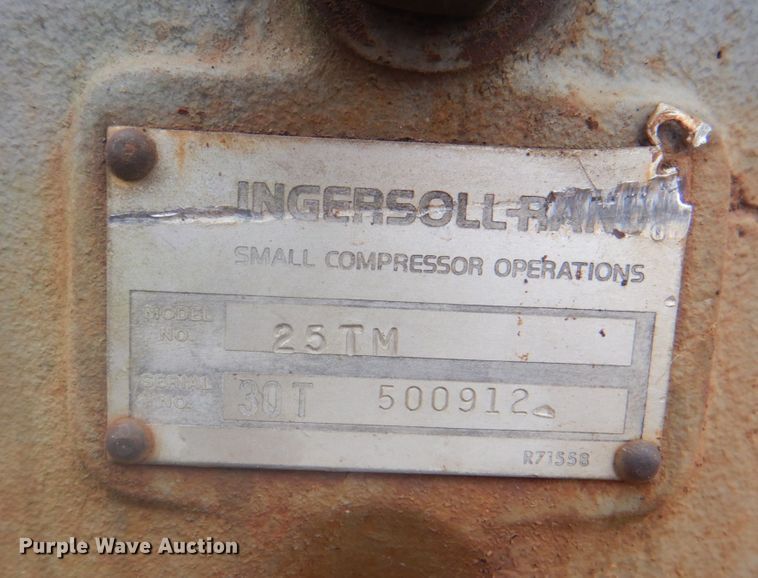 INGERSOLL-RAND®
SMALL COMPRESSOR OPERATIONS
MODEL NO. 25TM
SERIAL NO. 30T 500912
R71558
Purple Wave Auction